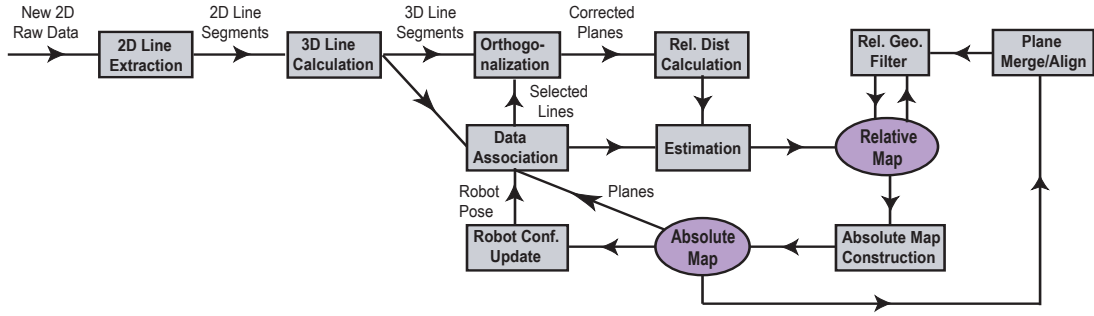 New 2D
Raw Data
2D Line
Segments
3D Line
Segments
Corrected
Planes
2D Line
Extraction
3D Line
Calculation
Orthogo-
nalization
Rel. Dist
Calculation
Rel. Geo.
Filter
Plane
Merge/Align
Selected
Lines
Data
Association
Estimation
Relative
Map
Robot
Pose
Planes
Robot Conf.
Update
Absolute
Map
Absolute Map
Construction